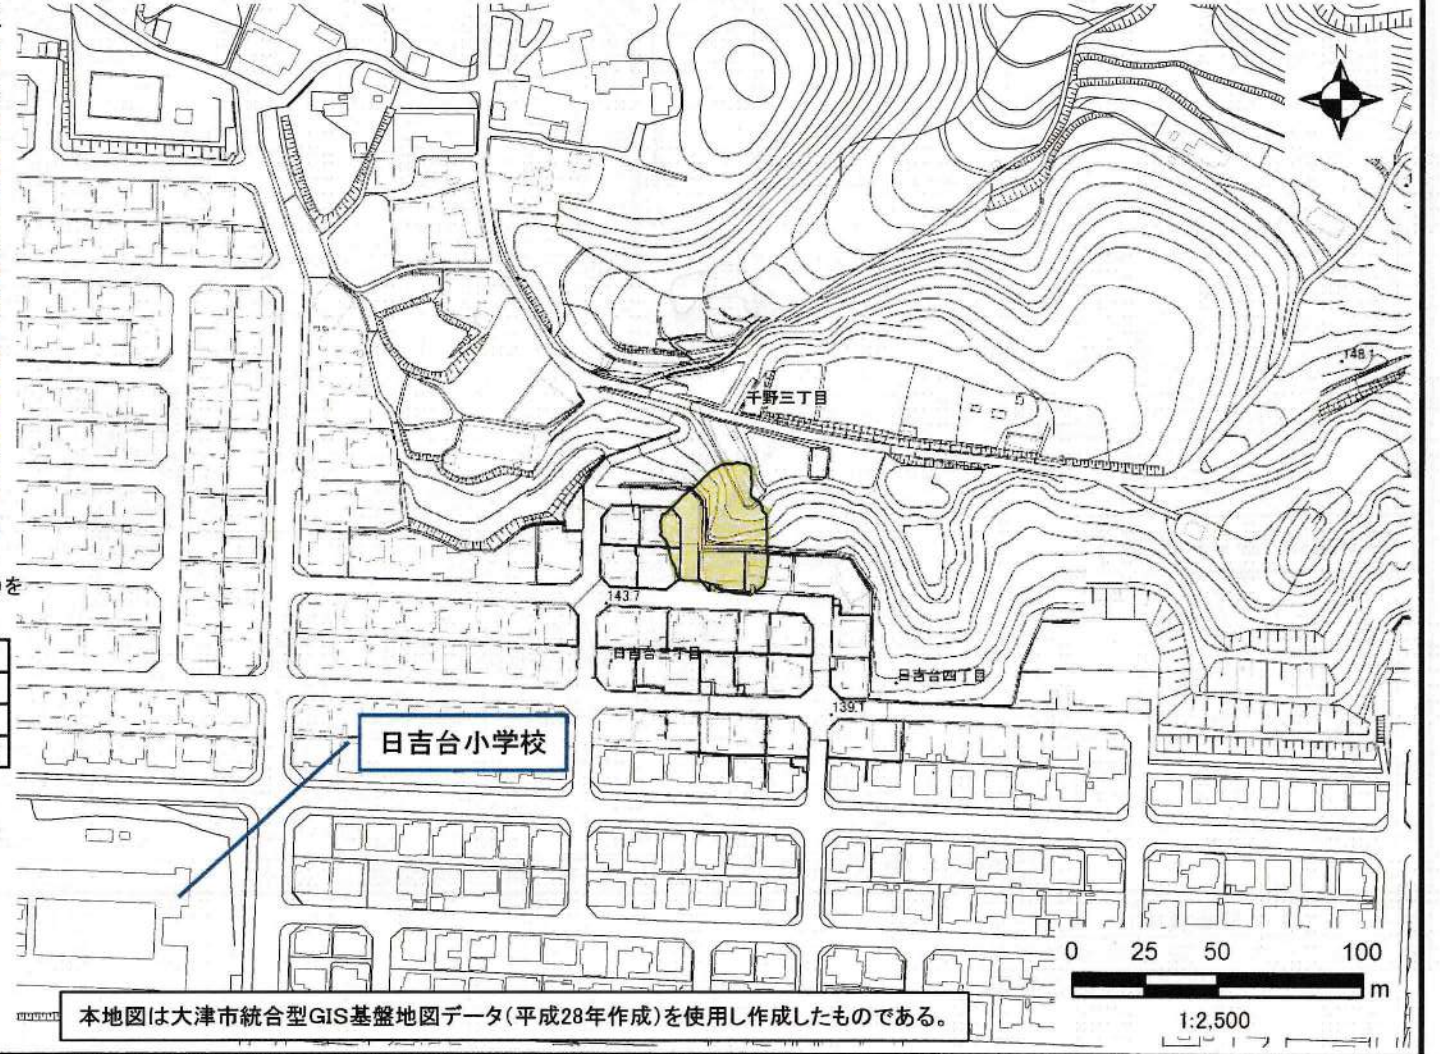 N
148.1
千野三丁目
を
143.7
日吉台三丁目
日吉台四丁目
139.1
日吉台小学校
0 25 50 100
m
1:2,500
本地図は大津市統合型GIS基盤地図データ(平成28年作成)を使用し作成したものである。